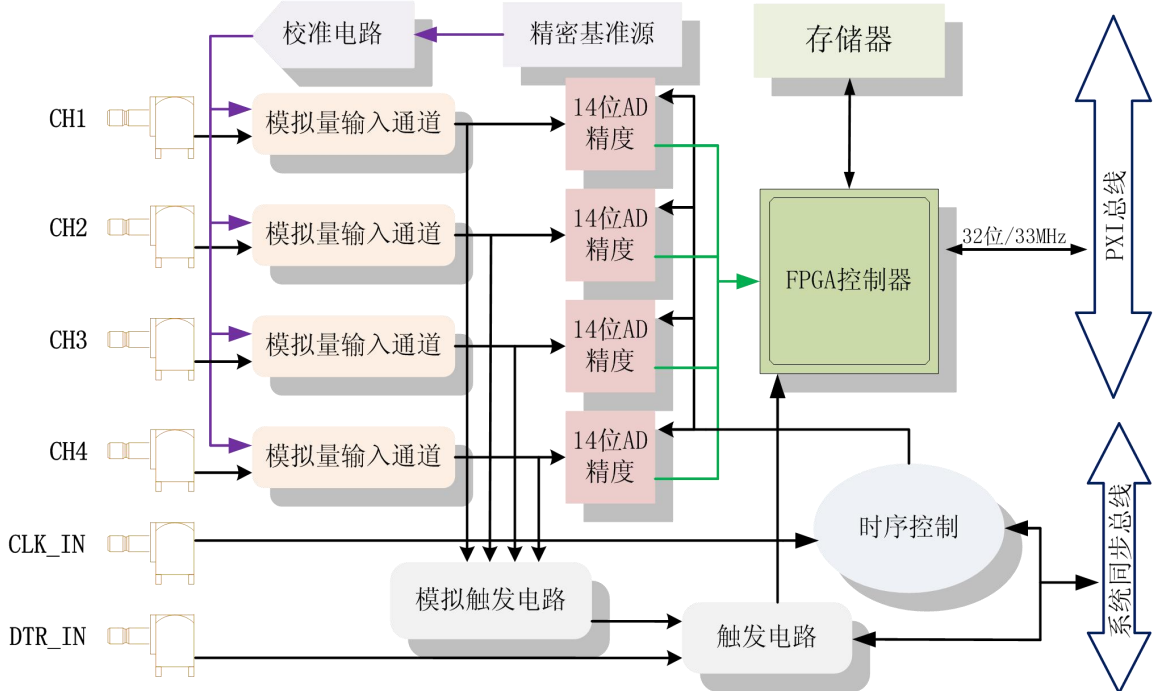 校准电路
精密基准源
存储器
CH1
模拟量输入通道
14位AD
精度
CH2
模拟量输入通道
14位AD
精度
32位/33MHz
PXI总线
FPGA控制器
CH3
模拟量输入通道
14位AD
精度
CH4
模拟量输入通道
14位AD
精度
CLK_IN
时序控制
系统同步总线
模拟触发电路
DTR_IN
触发电路